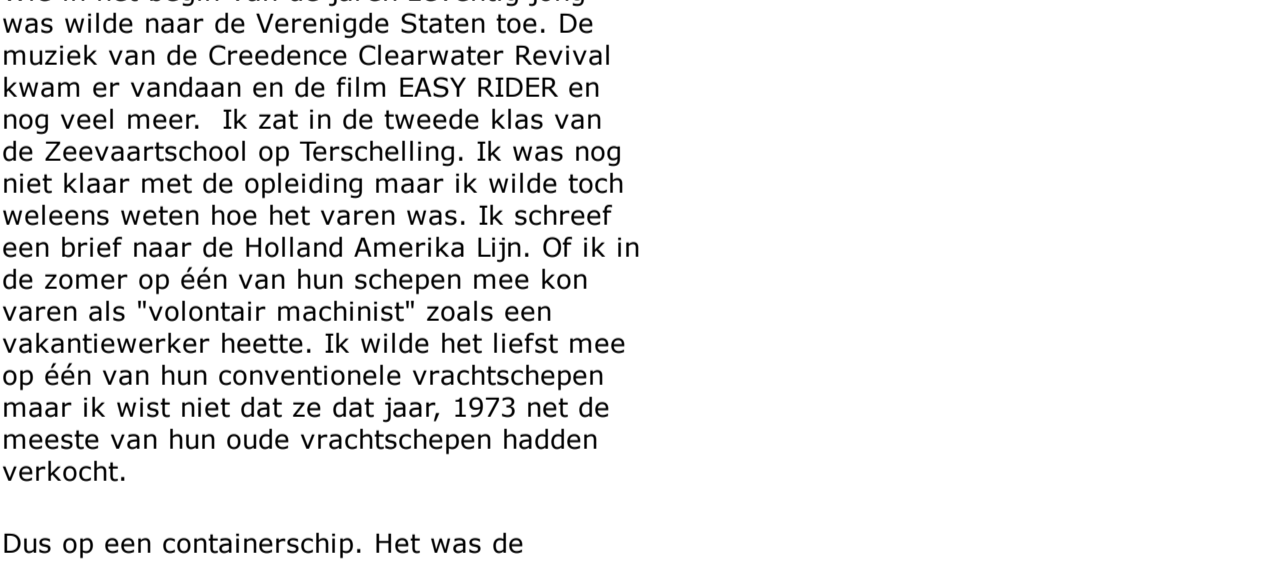 was wilde naar de Verenigde Staten toe. De
muziek van de Creedence Clearwater Revival
kwam er vandaan en de film EASY RIDER en
nog veel meer.  Ik zat in de tweede klas van
de Zeevaartschool op Terschelling. Ik was nog
niet klaar met de opleiding maar ik wilde toch
weleens weten hoe het varen was. Ik schreef
een brief naar de Holland Amerika Lijn. Of ik in
de zomer op één van hun schepen mee kon
varen als "volontair machinist" zoals een
vakantiewerker heette. Ik wilde het liefst mee
op één van hun conventionele vrachtschepen
maar ik wist niet dat ze dat jaar, 1973 net de
meeste van hun oude vrachtschepen hadden
verkocht.
Dus op een containerschip. Het was de